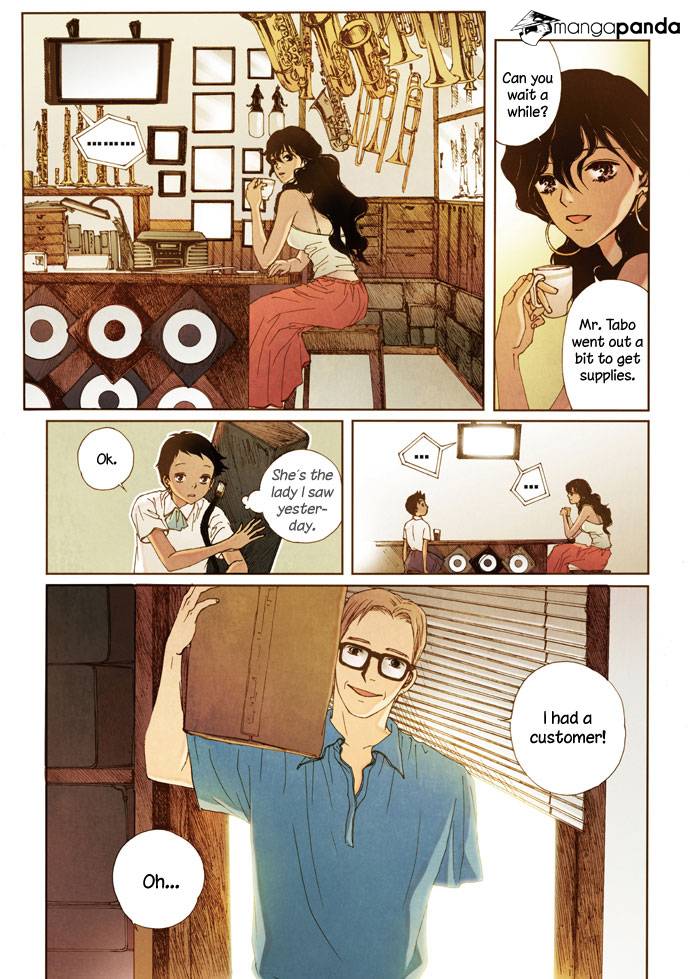 mangapanda
.........
Can you
wait a
while?
Mr. Tabo
went out a
bit to get
supplies.
Ok.
She's the
lady I saw
yester-
day.
...
...
I had a
customer!
Oh...